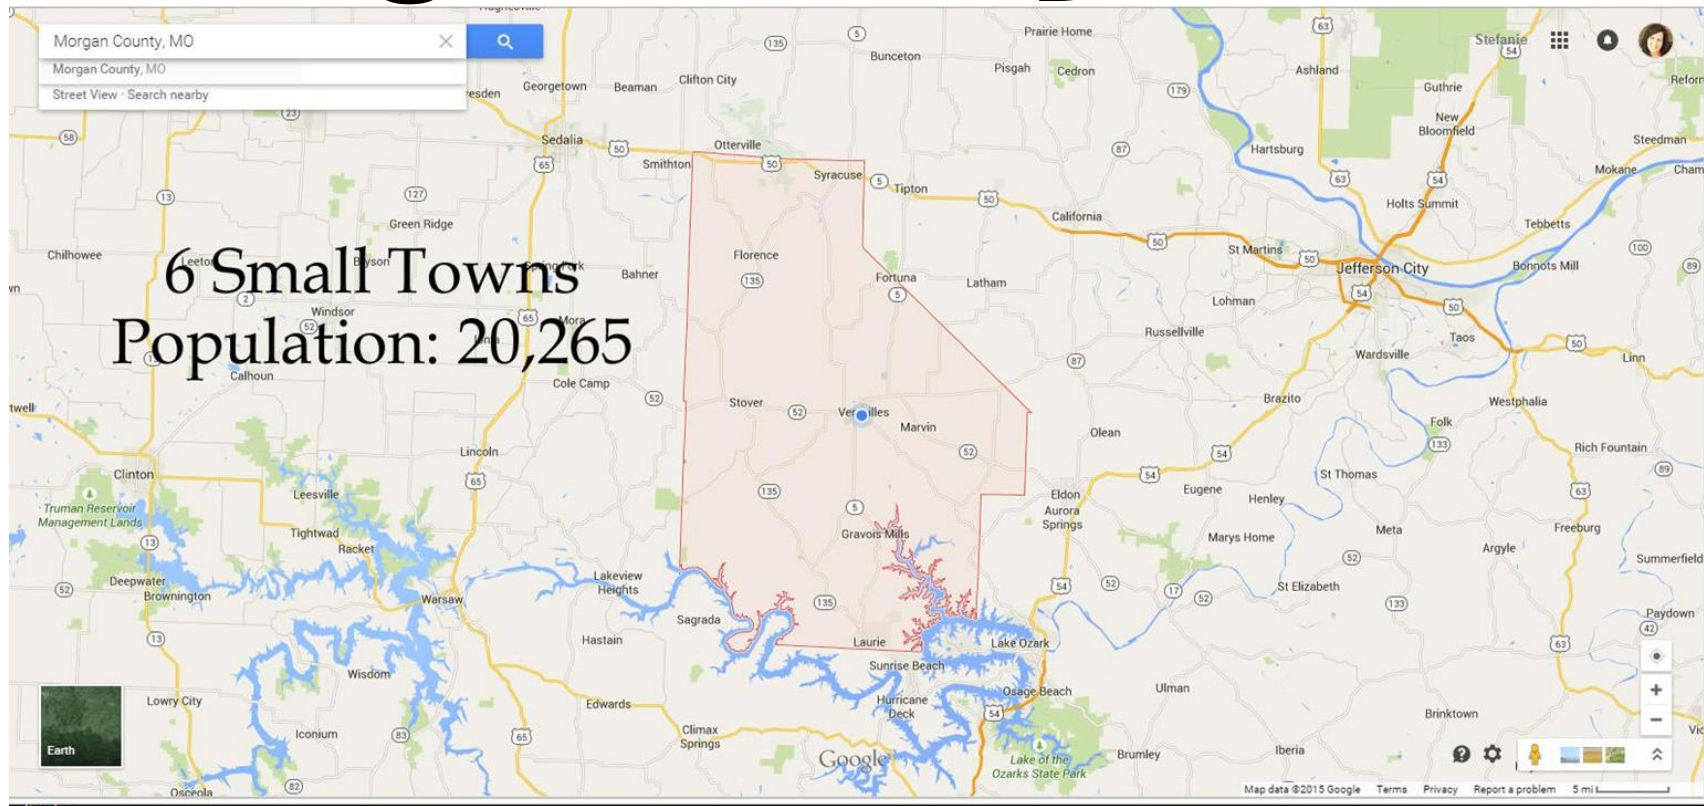 Morgan County, MO
Morgan County, MO
Street View · Search nearby
Stefanie
6 Small Towns
Population: 20,265
Prairie Home
Bunceton
Pisgah
Cedron
Ashland
Guthrie
New
Bloomfield
Steedman
Clifton City
Georgetown
Beaman
Sedalia
Otterville
Smithton
Syracuse
Tipton
Hartsburg
Mokane
Holts Summit
Tebbetts
California
St Martins
Jefferson City
Bonnots Mill
Green Ridge
Chilhowee
Florence
Bahner
Fortuna
Latham
Lohman
Windsor
Mora
Russellville
Taos
Wardsville
Linn
Calhoun
Cole Camp
Stover
Marvin
Brazito
Westphalia
Olean
Folk
Rich Fountain
Lincoln
Clinton
St Thomas
Leesville
Eugene
Henley
Eldon
Aurora
Springs
Truman Reservoir
Management Lands
Tightwad
Racket
Gravois Mills
Marys Home
Meta
Freeburg
Argyle
Summerfield
Deepwater
Brownington
Lakeview
Heights
Warsaw
St Elizabeth
Paydown
Sagrada
Hastain
Laurie
Lake Ozark
Sunrise Beach
Wisdom
Osage Beach
Ulman
Lowry City
Edwards
Hurricane
Deck
Brinktown
Iconium
Climax
Springs
Google
Lake of the
Ozarks State Park
Brumley
Iberia
Osceola
Earth
Map data ©2015 Google Terms Privacy Report a problem 5 mi